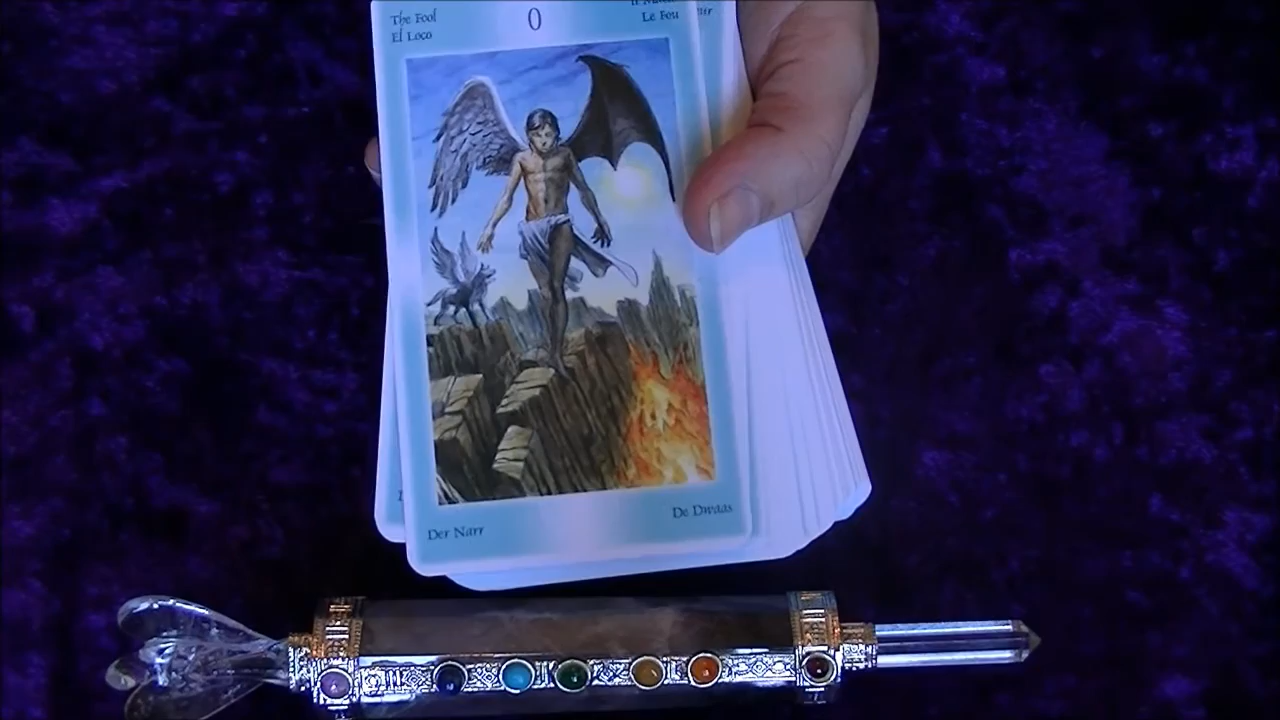 The Fool
El Loco
0
Le Fou
Der Narr
De Dwaas